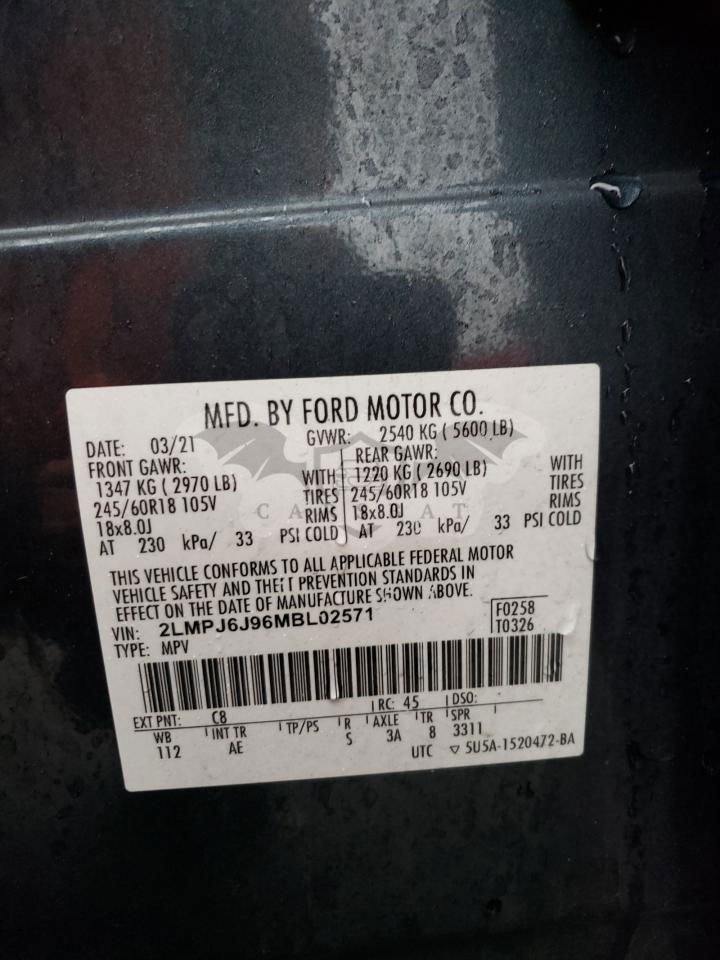 MFD. BY FORD MOTOR CO.
DATE: 03/21 GVWR: 2540 KG ( 5600 LB)
FRONT GAWR: REAR GAWR:
1347 KG ( 2970 LB) WITH 1220 KG ( 2690 LB) WITH
245/60R18 105V TIRES 245/60R18 105V TIRES
18x8.0J RIMS 18x8.0J RIMS
AT 230 kPa/ 33 PSI COLD AT 230 kPa/ 33 PSI COLD
THIS VEHICLE CONFORMS TO ALL APPLICABLE FEDERAL MOTOR
VEHICLE SAFETY AND THEFT PREVENTION STANDARDS IN
EFFECT ON THE DATE OF MANUFACTURE SHOWN ABOVE.
VIN: 2LMPJ6J96MBL02571 F0258
TYPE: MPV T0326
EXT PNT: C8 RC: 45 DSO:
WB INT TR TP/PS R AXLE TR SPR
112 AE S 3A 8 3311
UTC ▽ 5U5A-1520472-BA